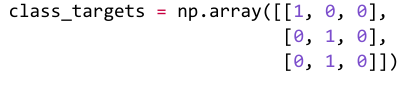 class_targets = np.array([[1, 0, 0],
                          [0, 1, 0],
                          [0, 1, 0]])